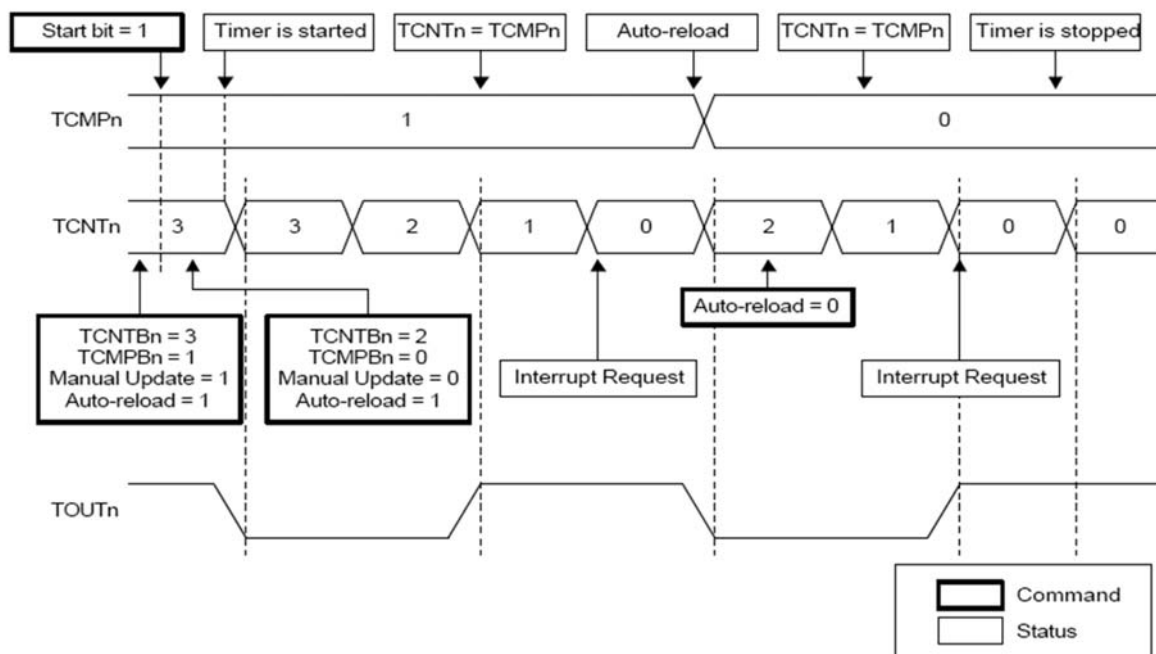 Start bit = 1
Timer is started
TCNTn = TCMPn
Auto-reload
TCNTn = TCMPn
Timer is stopped
TCMPn
1
0
TCNTn
3
3
2
1
0
2
1
0
0
TCNTBn = 3
TCMPBn = 1
Manual Update = 1
Auto-reload = 1
TCNTBn = 2
TCMPBn = 0
Manual Update = 0
Auto-reload = 1
Interrupt Request
Auto-reload = 0
Interrupt Request
TOUTn
Command
Status